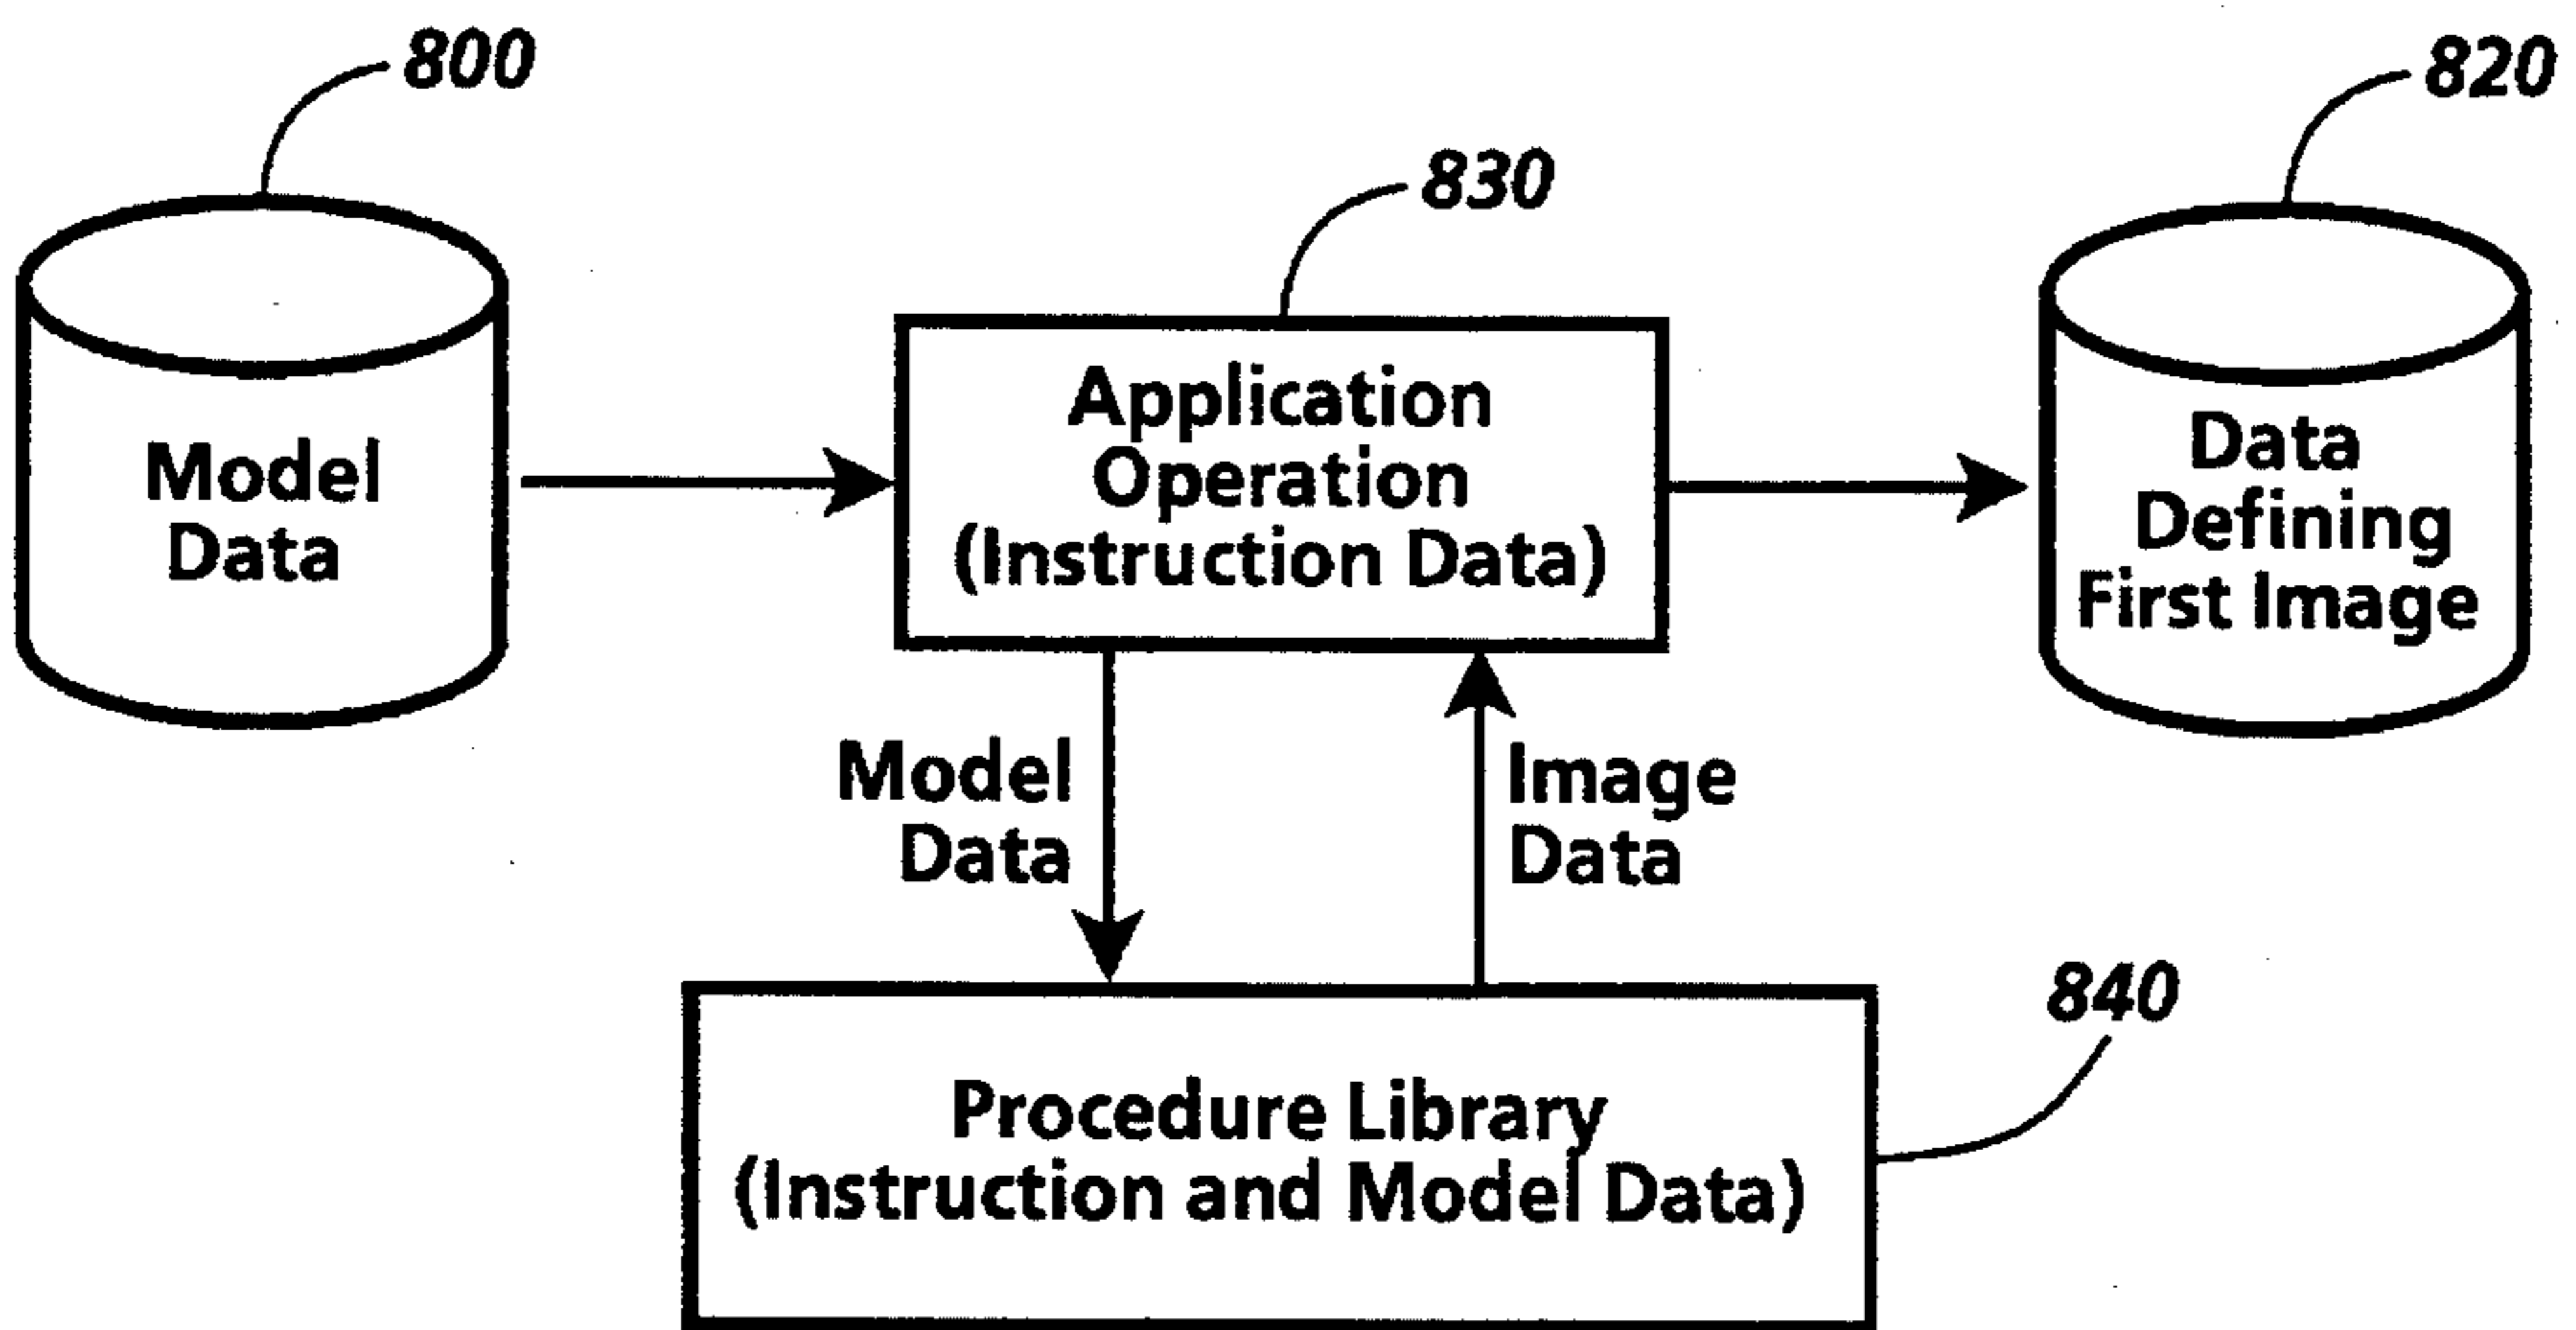 800
820
830
Model
Data
Application
Operation
(Instruction Data)
Data
Defining
First Image
Model
Data
Image
Data
840
Procedure Library
(Instruction and Model Data)